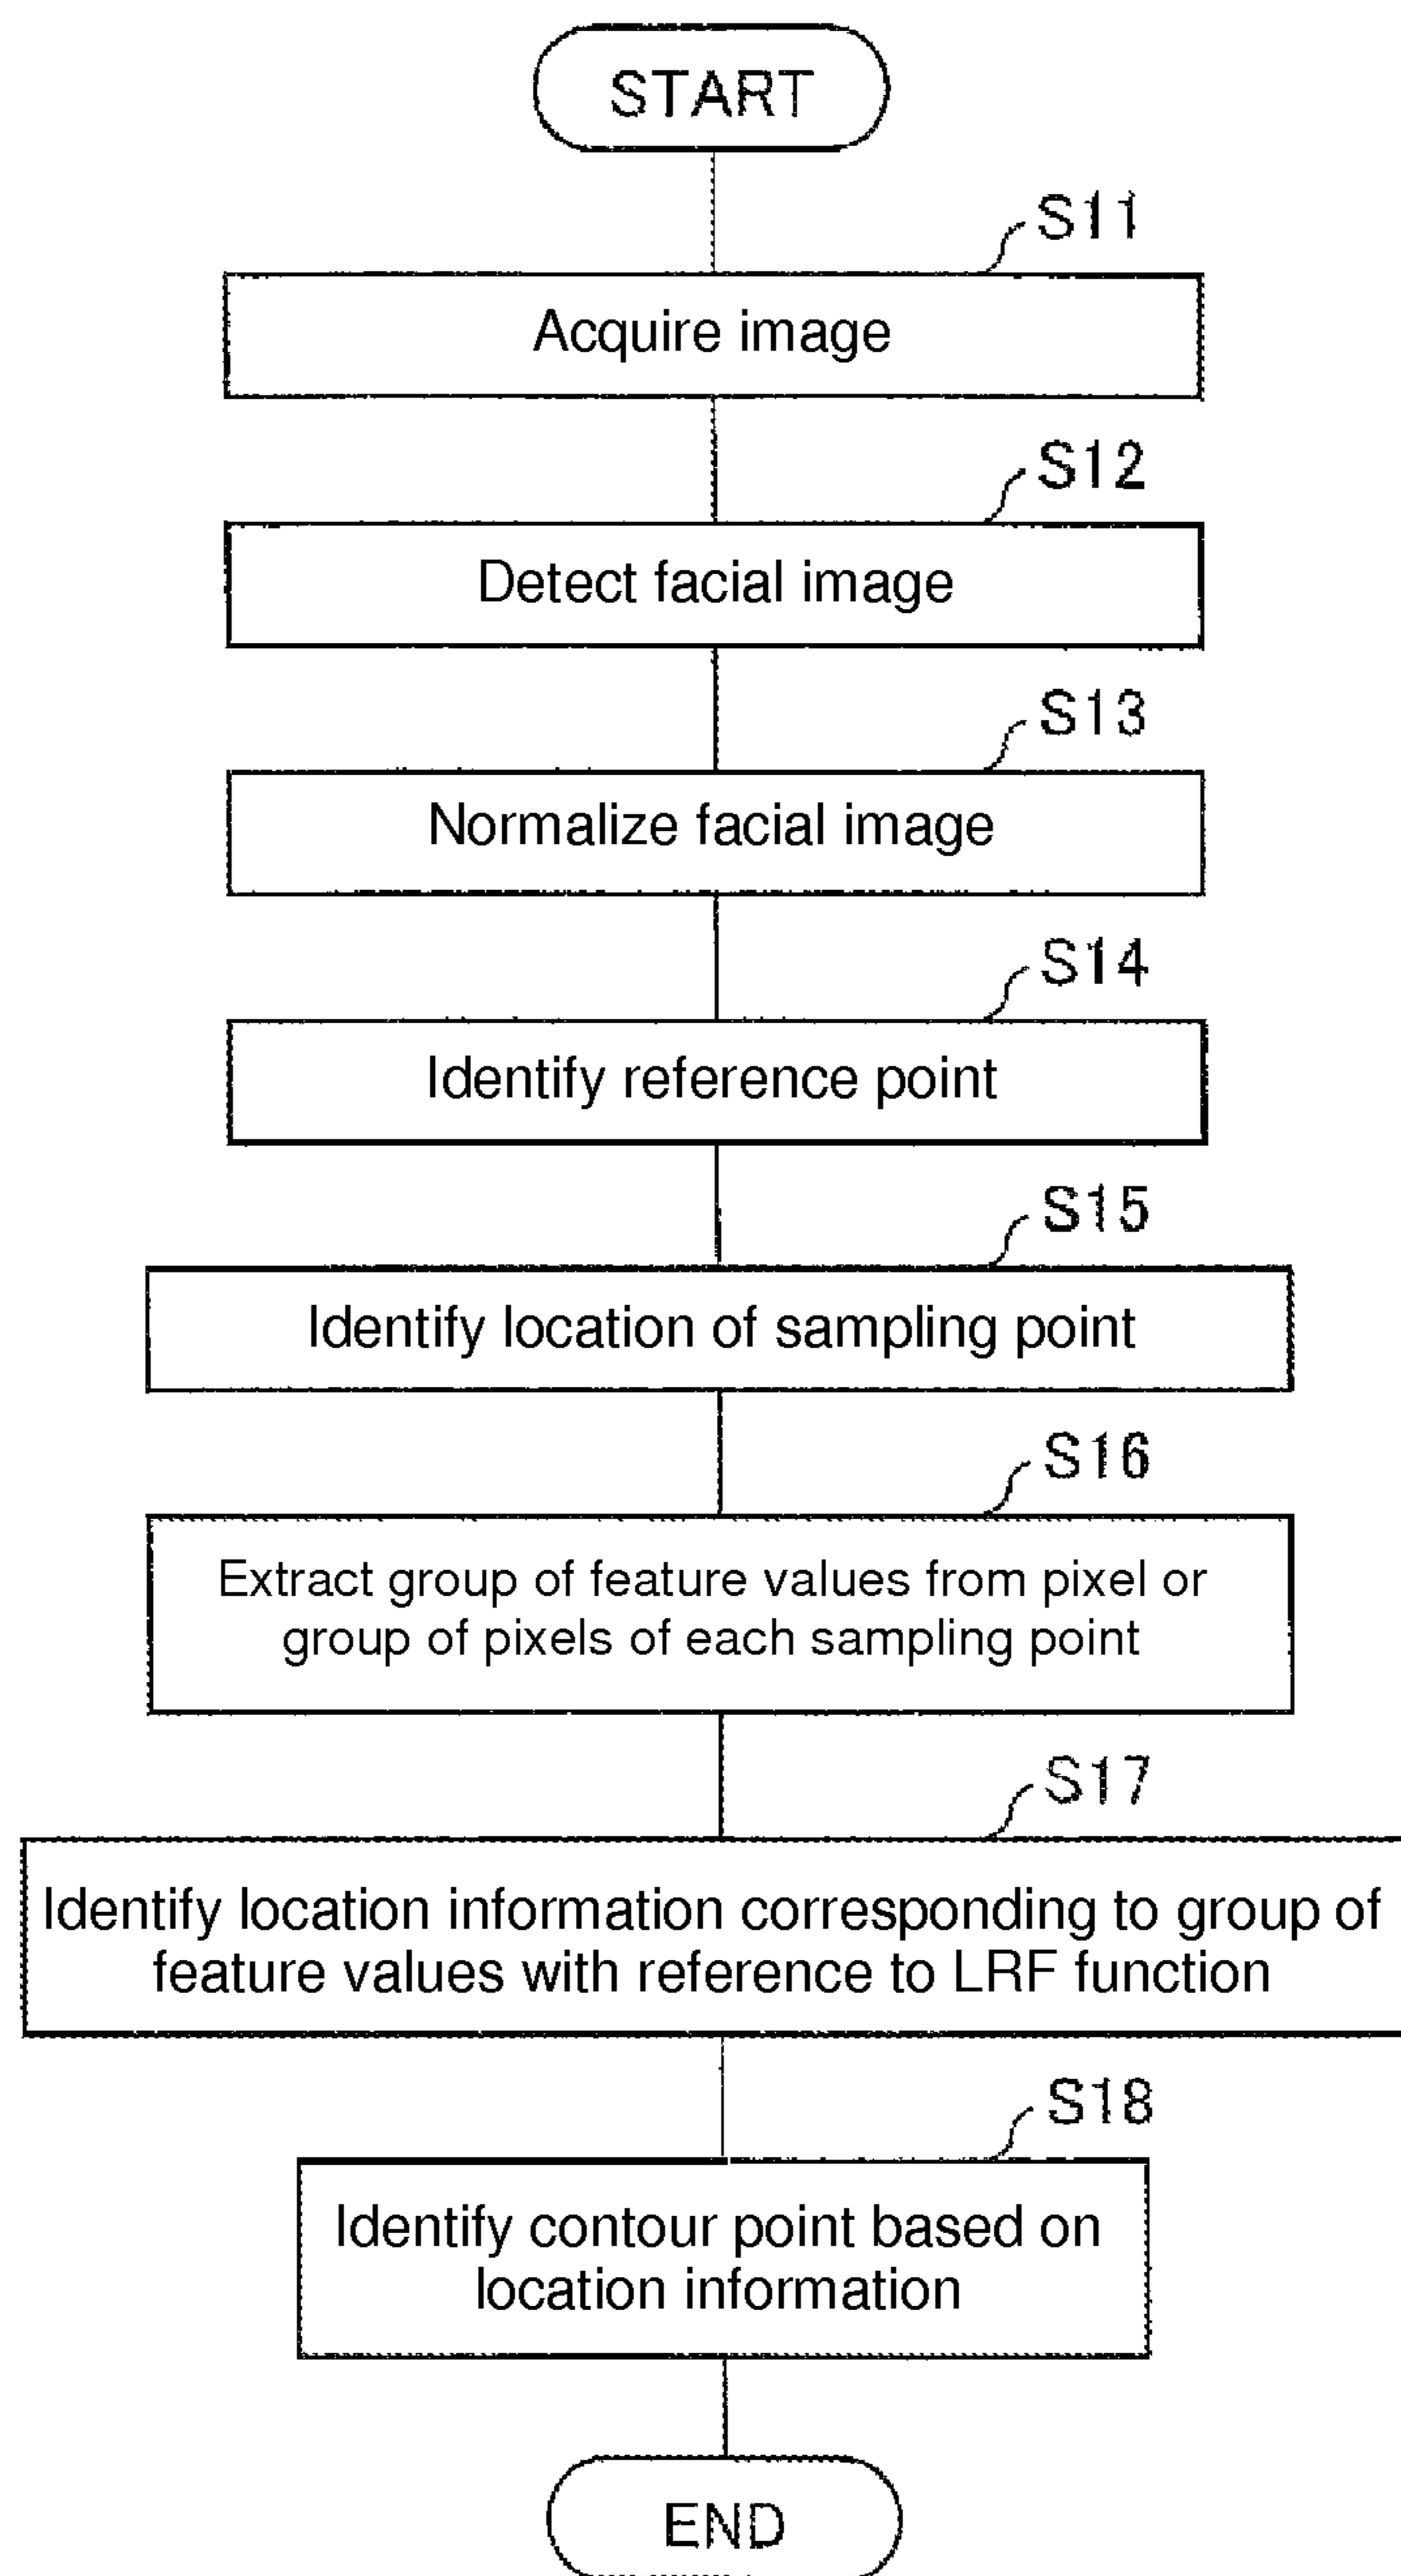 START
S11
Acquire image
S12
Detect facial image
S13
Normalize facial image
S14
Identify reference point
S15
Identify location of sampling point
S16
Extract group of feature values from pixel or
group of pixels of each sampling point
S17
Identify location information corresponding to group of
feature values with reference to LRF function
S18
Identify contour point based on
location information
END